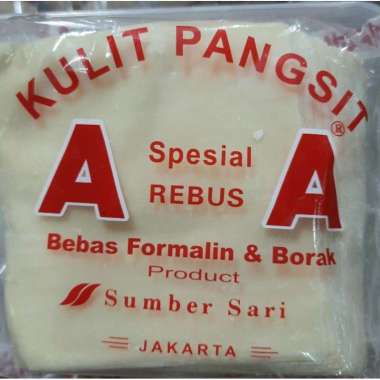 KULIT PANGSIT
A A ®
Spesial
REBUS
Bebas Formalin & Borak
Product
Sumber Sari
JAKARTA